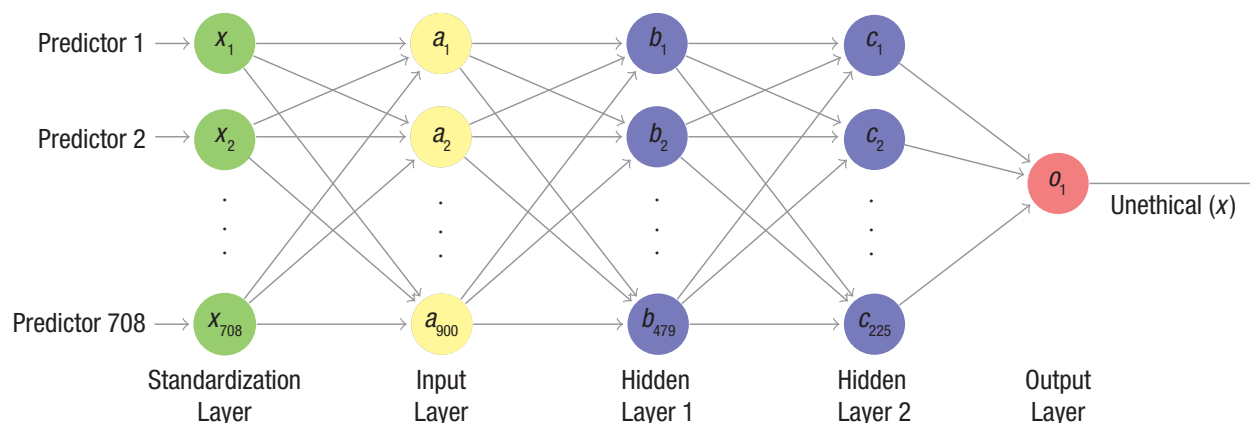 Predictor 1 x1 a1 b1 c1
Predictor 2 x2 a2 b2 c2
o1
Unethical (x)
Predictor 708 x708 a900 b479 c225
Standardization Layer
Input Layer
Hidden Layer 1
Hidden Layer 2
Output Layer